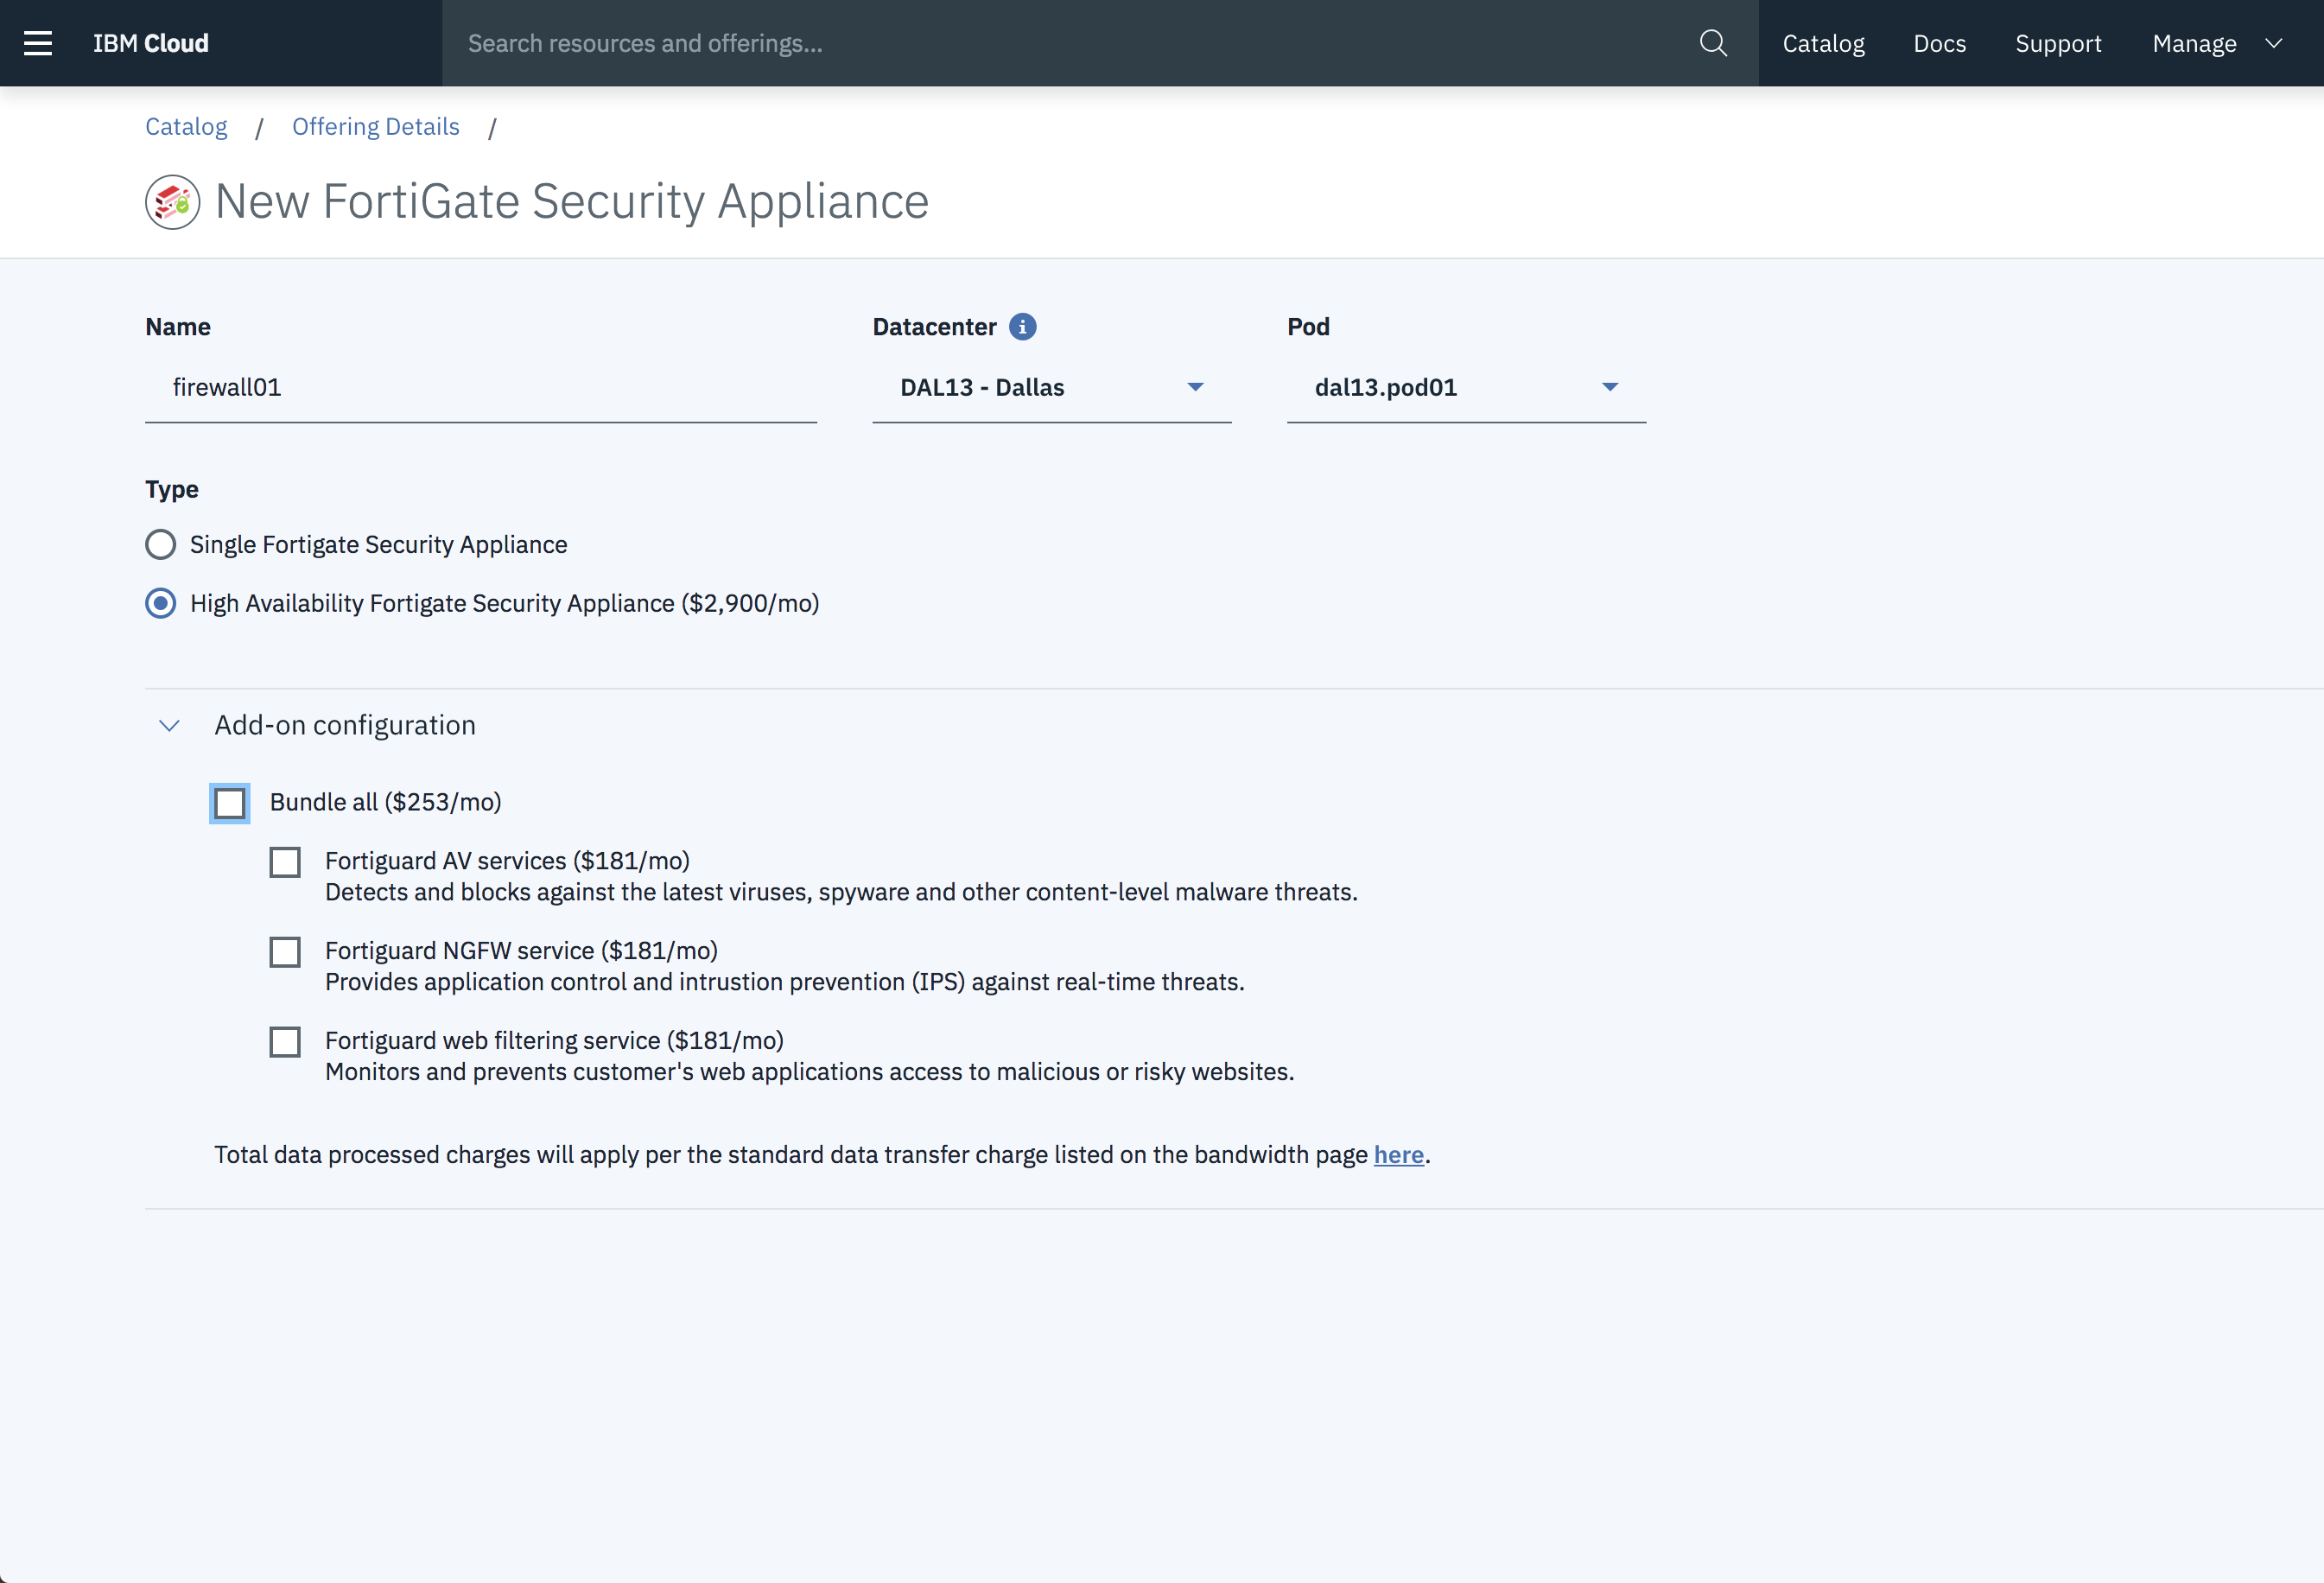 IBM Cloud
Search resources and offerings...
Catalog
Docs
Support
Manage
Catalog / Offering Details /
New FortiGate Security Appliance
Name
Datacenter
Pod
firewall01
DAL13 - Dallas
dal13.pod01
Type
Single Fortigate Security Appliance
High Availability Fortigate Security Appliance ($2,900/mo)
Add-on configuration
Bundle all ($253/mo)
Fortiguard AV services ($181/mo)
Detects and blocks against the latest viruses, spyware and other content-level malware threats.
Fortiguard NGFW service ($181/mo)
Provides application control and intrustion prevention (IPS) against real-time threats.
Fortiguard web filtering service ($181/mo)
Monitors and prevents customer's web applications access to malicious or risky websites.
Total data processed charges will apply per the standard data transfer charge listed on the bandwidth page here.